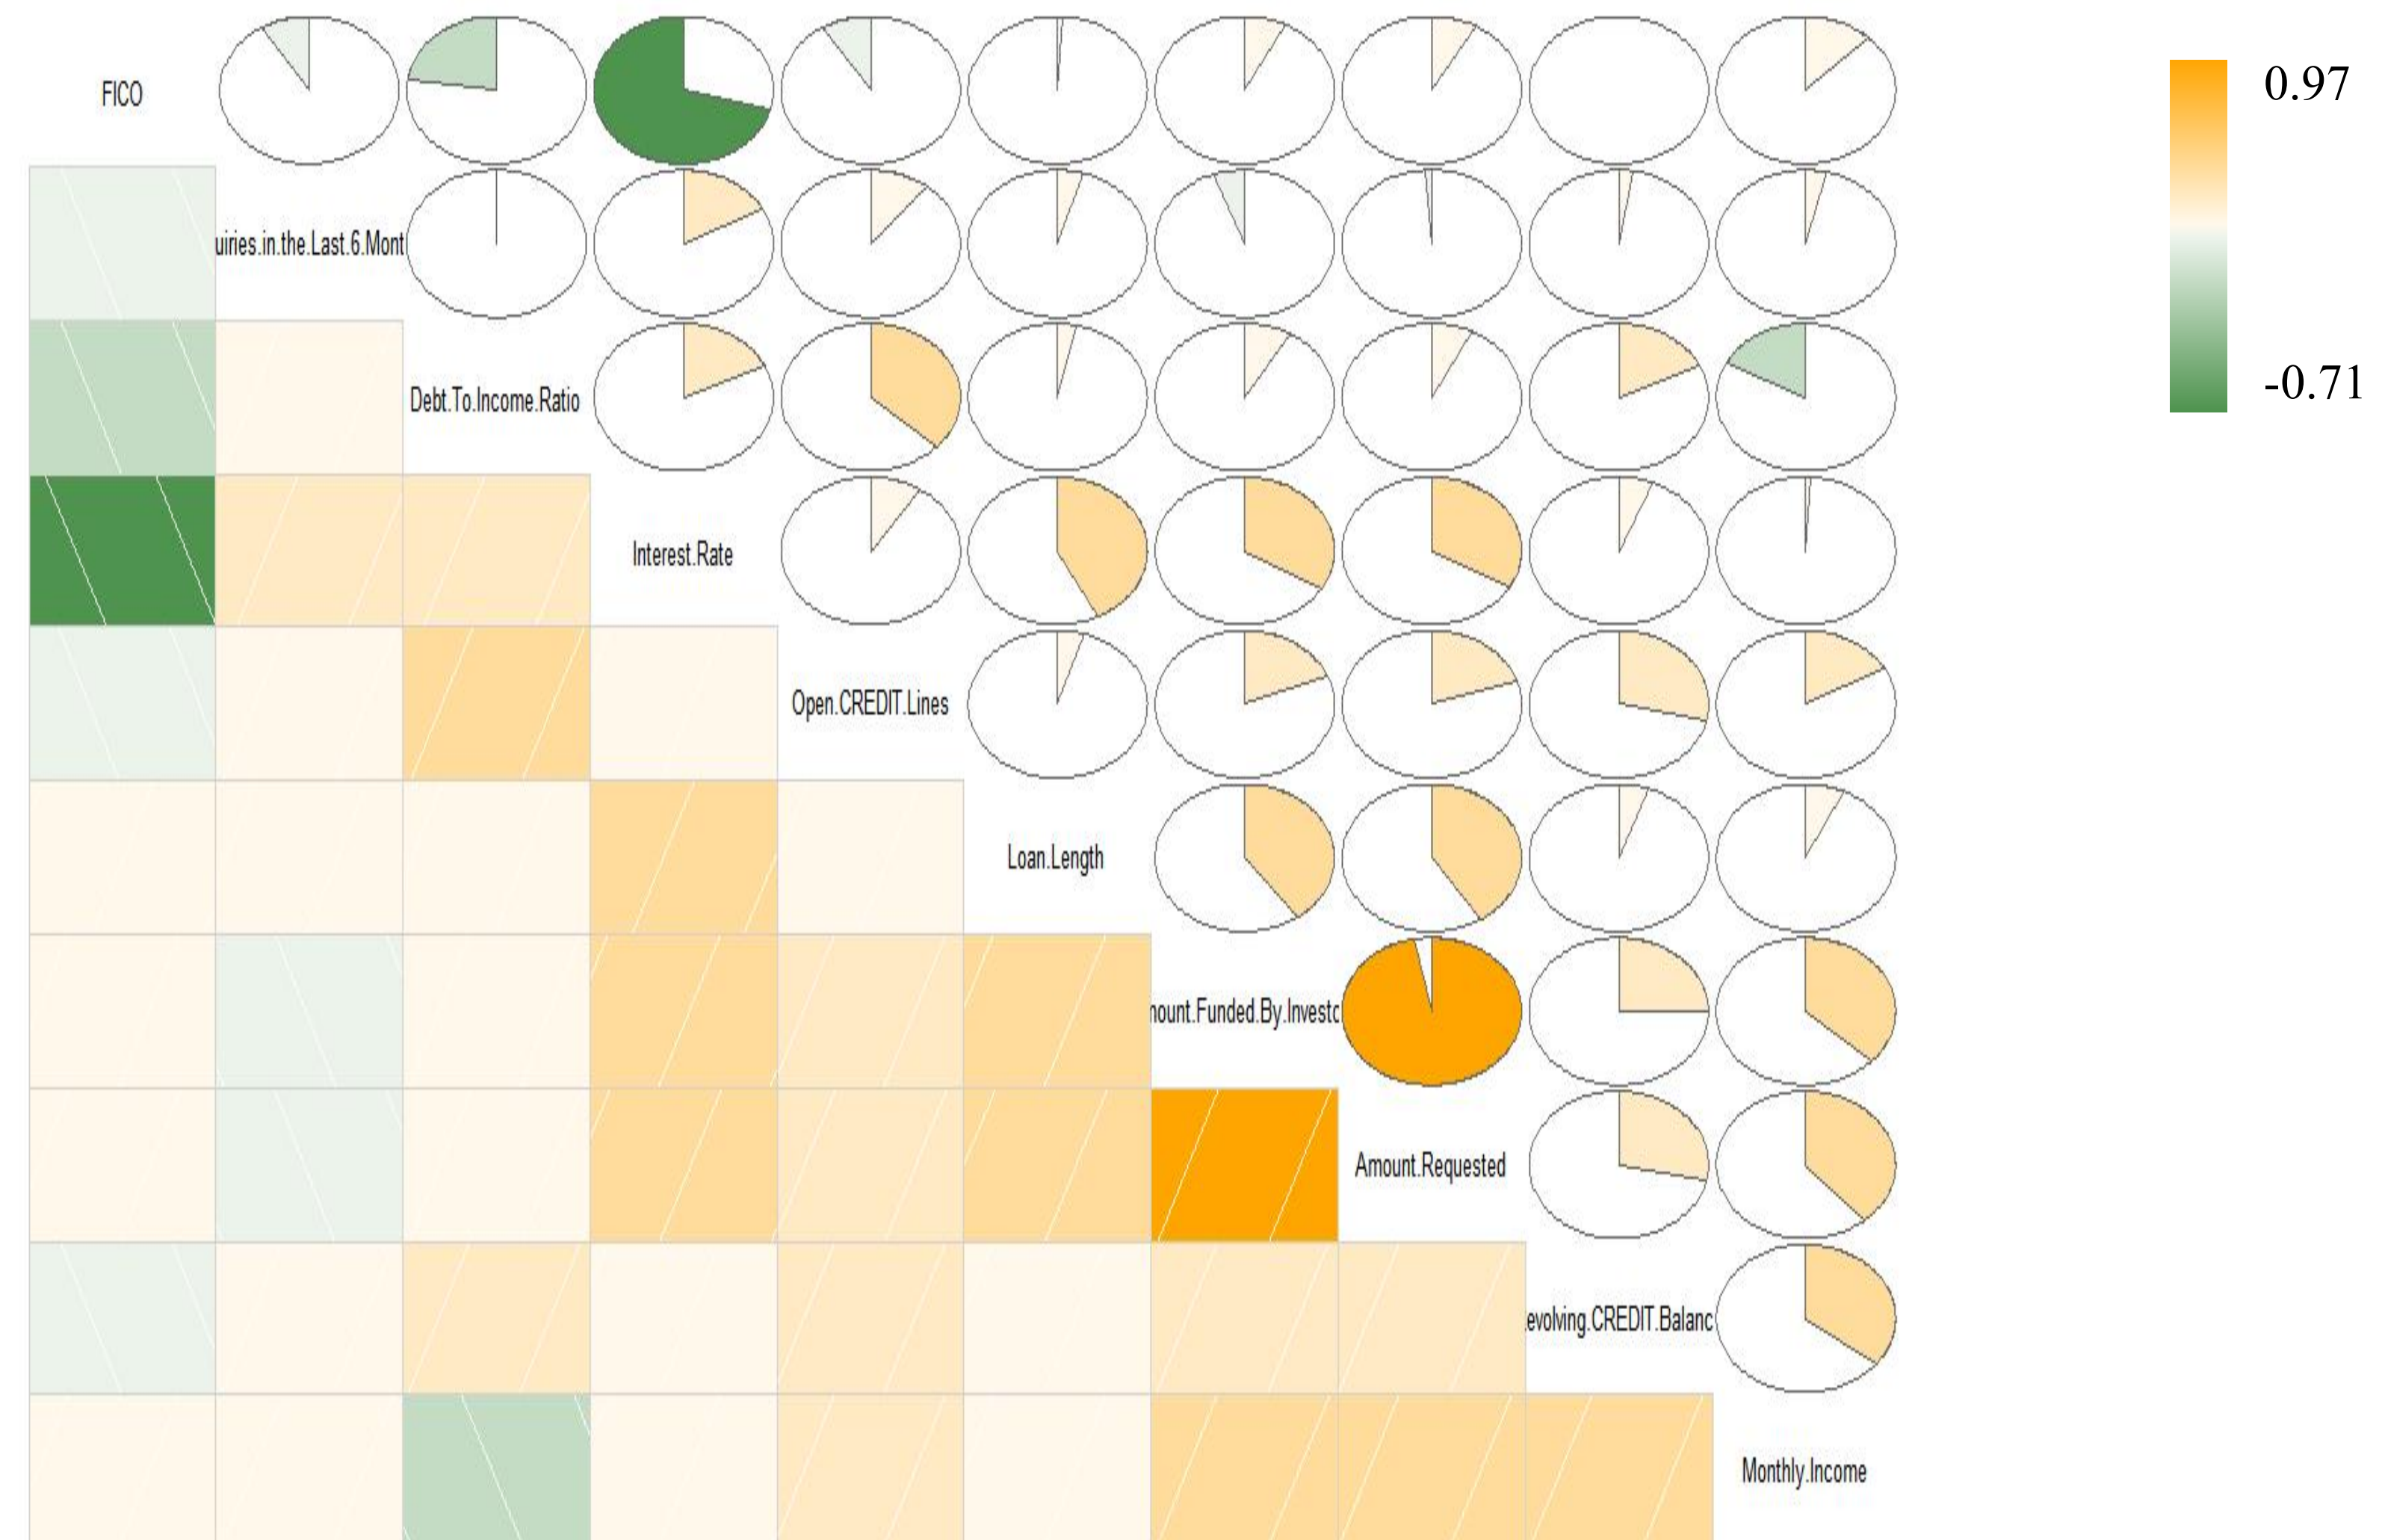 0.97
FICO
uiries.in.the.Last.6.Mont
-0.71
Debt.To.Income.Ratio
Interest.Rate
Open.CREDIT.Lines
Loan.Length
nount.Funded.By.Investo
Amount.Requested
evolving.CREDIT.Balanc
Monthly.Income